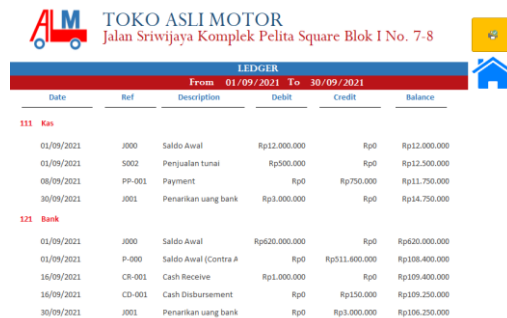 ALM
TOKO ASLI MOTOR
Jalan Sriwijaya Komplek Pelita Square Blok I No. 7-8
LEDGER
From 01/09/2021 To 30/09/2021
Date Ref Description Debit Credit Balance
111 Kas
01/09/2021 J000 Saldo Awal Rp12.000.000 Rp0 Rp12.000.000
01/09/2021 S002 Penjualan tunai Rp500.000 Rp0 Rp12.500.000
08/09/2021 PP-001 Payment Rp0 Rp750.000 Rp11.750.000
30/09/2021 J001 Penarikan uang bank Rp3.000.000 Rp0 Rp14.750.000
121 Bank
01/09/2021 J000 Saldo Awal Rp620.000.000 Rp0 Rp620.000.000
01/09/2021 P-000 Saldo Awal (Contra A Rp0 Rp511.600.000 Rp108.400.000
16/09/2021 CR-001 Cash Receive Rp1.000.000 Rp0 Rp109.400.000
16/09/2021 CD-001 Cash Disbursement Rp0 Rp150.000 Rp109.250.000
30/09/2021 J001 Penarikan uang bank Rp0 Rp3.000.000 Rp106.250.000